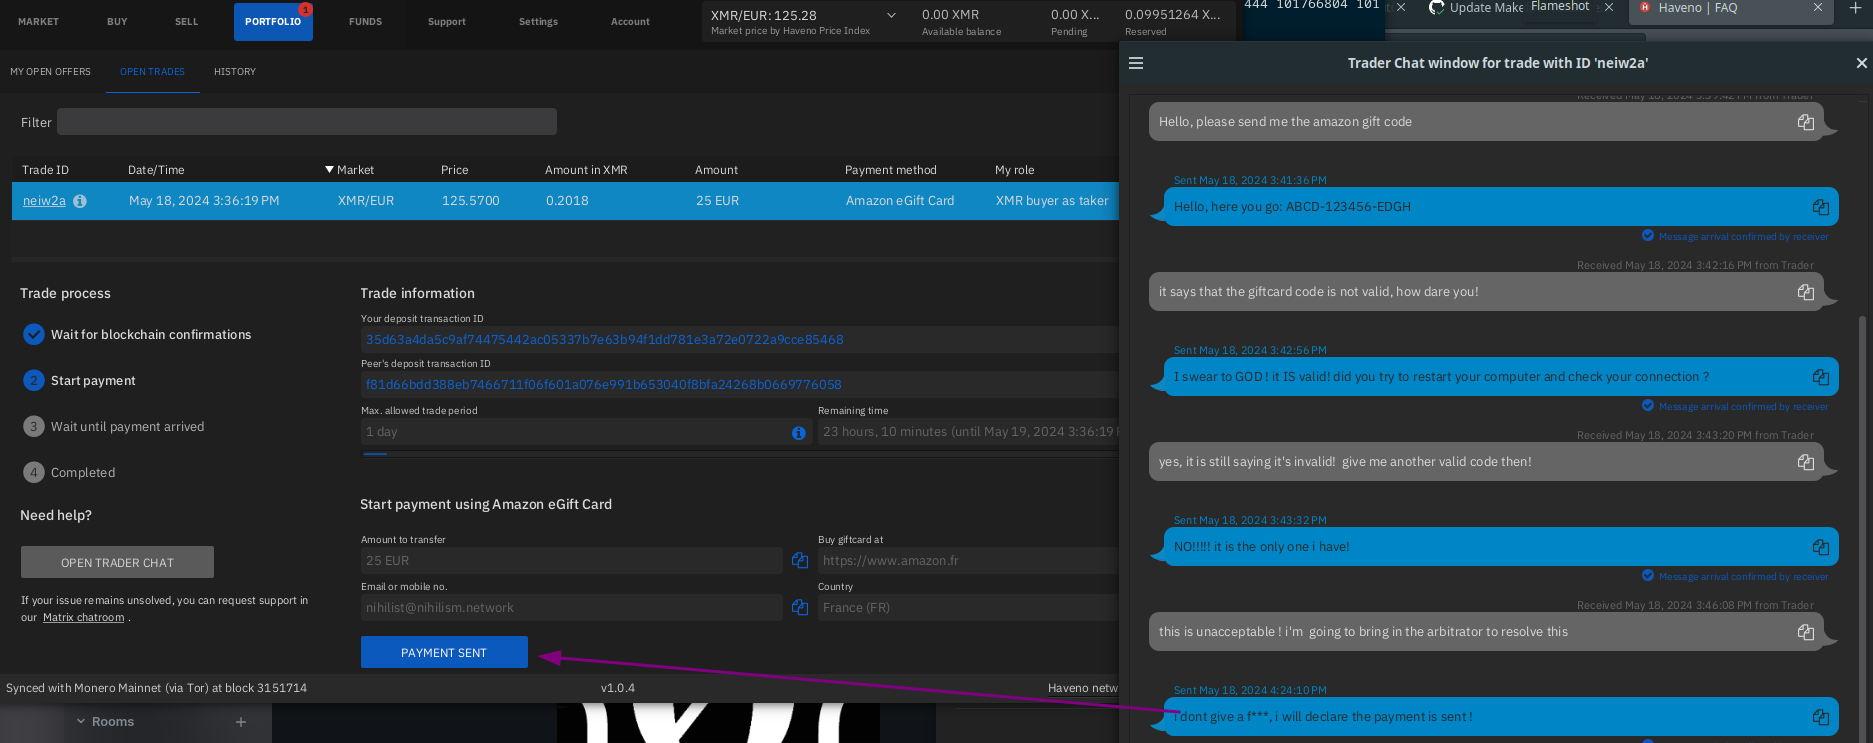 MARKET
BUY
SELL
PORTFOLIO
1
FUNDS
Support
Settings
Account
XMR/EUR: 125.28
Market price by Haveno Price Index
0.00 XMR
Available balance
0.00 X...
Pending
0.09951264 X...
Reserved
444 101766804 101
Update Make
Flameshot
Haveno | FAQ
MY OPEN OFFERS
OPEN TRADES
HISTORY
Filter
Trade ID
Date/Time
Market
Price
Amount in XMR
Amount
Payment method
My role
neiw2a
May 18, 2024 3:36:19 PM
XMR/EUR
125.5700
0.2018
25 EUR
Amazon eGift Card
XMR buyer as taker
Trade process
Wait for blockchain confirmations
2
Start payment
3
Wait until payment arrived
4
Completed
Need help?
OPEN TRADER CHAT
If your issue remains unsolved, you can request support in
our Matrix chatroom .
Trade information
Your deposit transaction ID
35d63a4da5c9af74475442ac05337b7e63b94f1dd781e3a72e0722a9cce85468
Peer's deposit transaction ID
f81d66bdd388eb7466711f06f601a076e991b653040f8bfa24268b0669776058
Max. allowed trade period
1 day
Remaining time
23 hours, 10 minutes (until May 19, 2024 3:36:19 P
Start payment using Amazon eGift Card
Amount to transfer
25 EUR
Buy giftcard at
https://www.amazon.fr
Email or mobile no.
nihilist@nihilism.network
Country
France (FR)
PAYMENT SENT
Synced with Monero Mainnet (via Tor) at block 3151714
v1.0.4
Haveno netw
Rooms
Trader Chat window for trade with ID 'neiw2a'
Received May 18, 2024 3:39:42 PM from Trader
Hello, please send me the amazon gift code
Sent May 18, 2024 3:41:36 PM
Hello, here you go: ABCD-123456-EDGH
Message arrival confirmed by receiver
Received May 18, 2024 3:42:16 PM from Trader
it says that the giftcard code is not valid, how dare you!
Sent May 18, 2024 3:42:56 PM
I swear to GOD ! it IS valid! did you try to restart your computer and check your connection ?
Message arrival confirmed by receiver
Received May 18, 2024 3:43:20 PM from Trader
yes, it is still saying it's invalid! give me another valid code then!
Sent May 18, 2024 3:43:32 PM
NO!!!!! it is the only one i have!
Message arrival confirmed by receiver
Received May 18, 2024 3:46:08 PM from Trader
this is unacceptable ! i'm going to bring in the arbitrator to resolve this
Sent May 18, 2024 4:24:10 PM
i dont give a f***, i will declare the payment is sent !